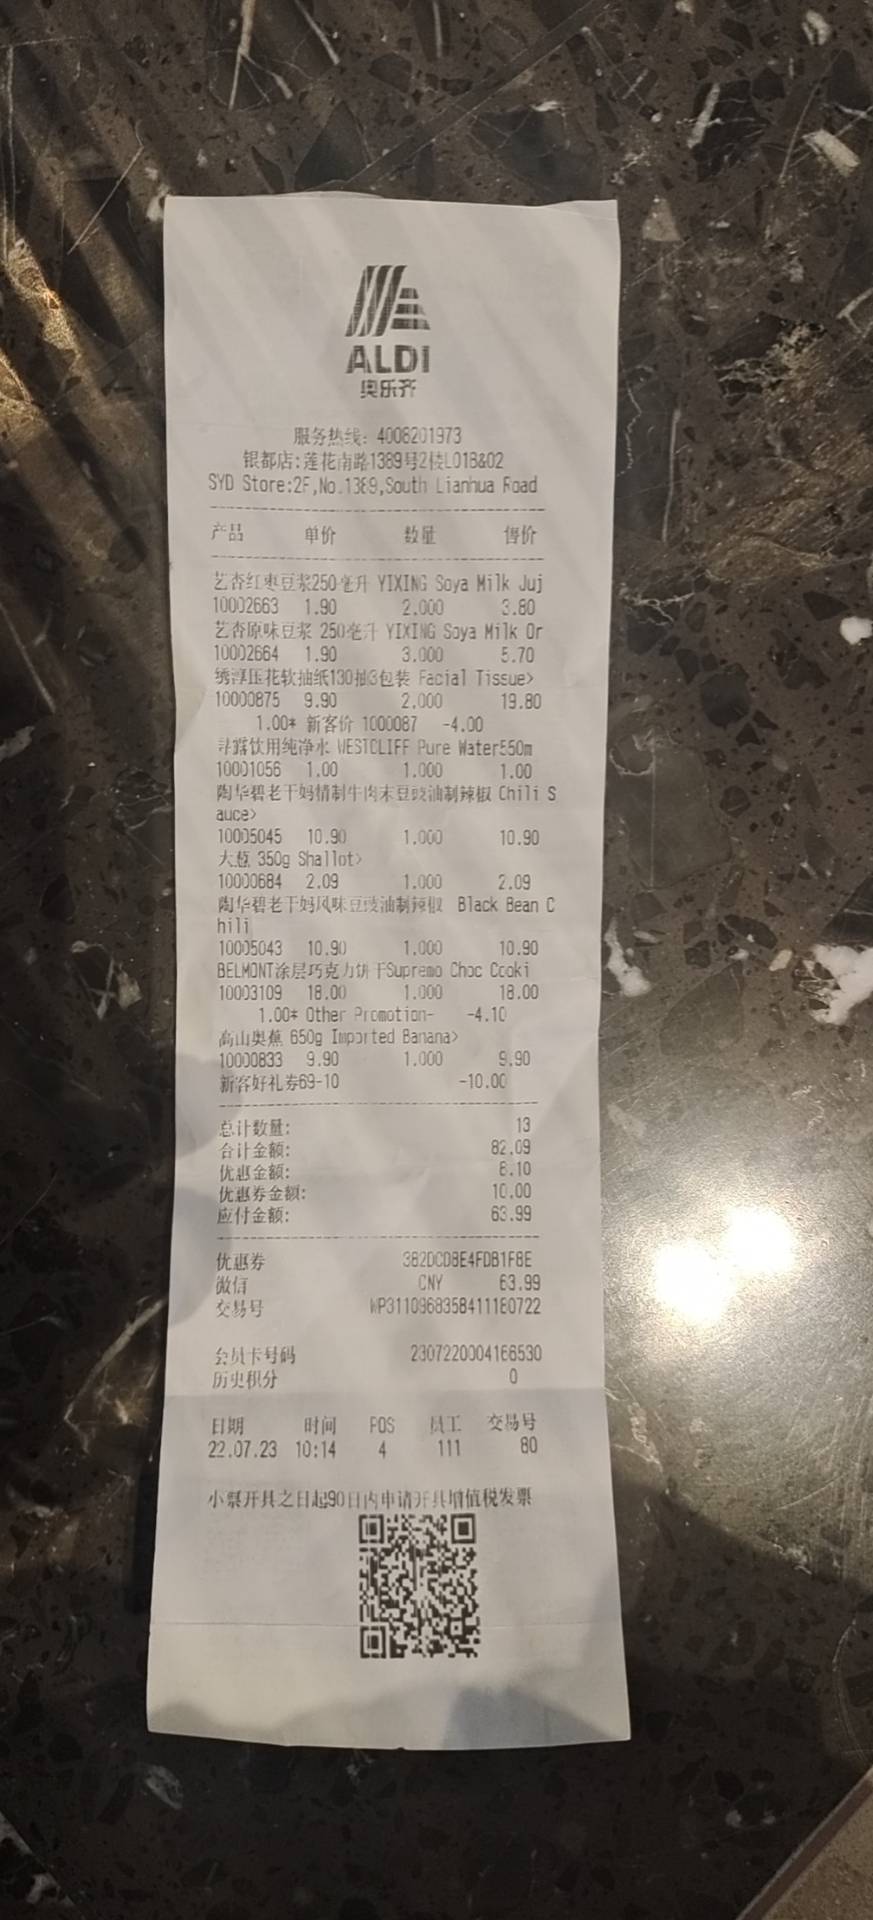 ALDI
奥乐齐
服务热线: 4008201973
银都店:莲花南路1389号2楼L01B&02
SYD Store:2F,No.1389,South Lianhua Road
产品 单价 数量 售价
艺杏红枣豆浆250毫升 YIXING Soya Milk Juj
10002663 1.90 2.000 3.80
艺杏原味豆浆 250毫升 YIXING Soya Milk Or
10002664 1.90 3.000 5.70
绣淳压花软抽纸130抽3包装 Facial Tissue>
10000875 9.90 2.000 19.80
1.00* 新客价 1000087 -4.00
寻露饮用纯净水 WESTCLIFF Pure Water550m
10001056 1.00 1.000 1.00
陶华碧老干妈精制牛肉末豆豉油制辣椒 Chili S
auce>
10005045 10.90 1.000 10.90
大葱 350g Shallot>
10000684 2.09 1.000 2.09
陶华碧老干妈风味豆豉油制辣椒 Black Bean C
hili
10005043 10.90 1.000 10.90
BELMONT涂层巧克力饼干Supremo Choc Cooki
10003109 18.00 1.000 18.00
1.00* Other Promotion- -4.10
高山奥蕉 650g Imported Banana>
10000833 9.90 1.000 9.90
新客好礼券69-10 -10.00
总计数量: 13
合计金额: 82.09
优惠金额: 8.10
优惠券金额: 10.00
应付金额: 63.99
优惠券 382DCD8E4FDB1F8E
微信 CNY 63.99
交易号 WP3110968358411180722
会员卡号码 2307220004166530
历史积分 0
日期 时间 POS 员工 交易号
22.07.23 10:14 4 111 80
小票开具之日起90日内申请开具增值税发票